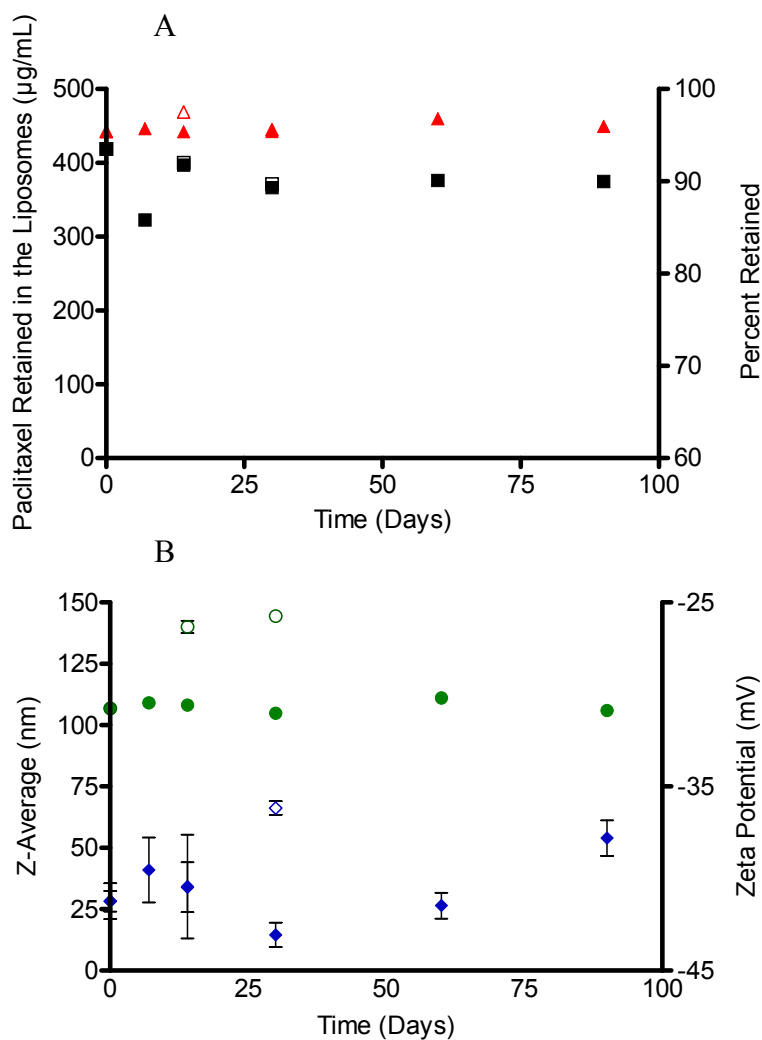 A
Paclitaxel Retained in the Liposomes (µg/mL)
500
400
300
200
100
0
100
90
80
70
60
Percent Retained
0 25 50 75 100
Time (Days)
B
Z-Average (nm)
150
125
100
75
50
25
0
-25
-35
-45
Zeta Potential (mV)
0 25 50 75 100
Time (Days)